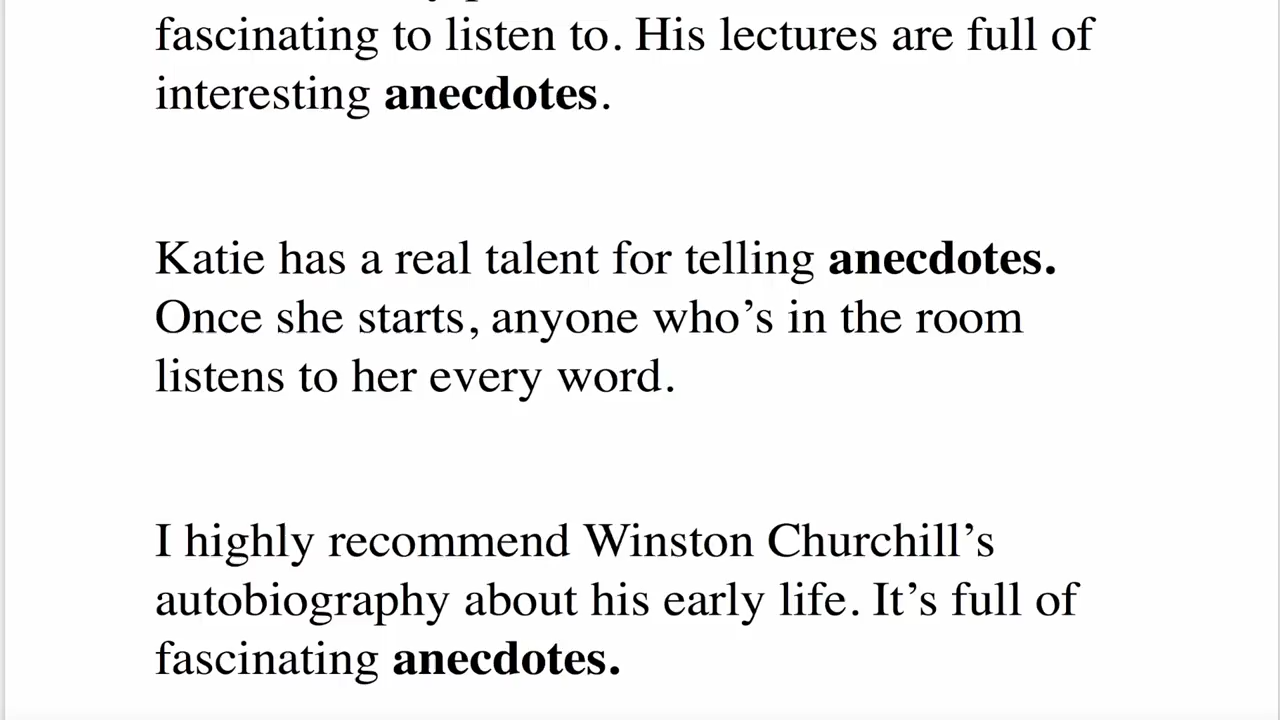 fascinating to listen to. His lectures are full of
interesting anecdotes.
Katie has a real talent for telling anecdotes.
Once she starts, anyone who’s in the room
listens to her every word.
I highly recommend Winston Churchill’s
autobiography about his early life. It’s full of
fascinating anecdotes.